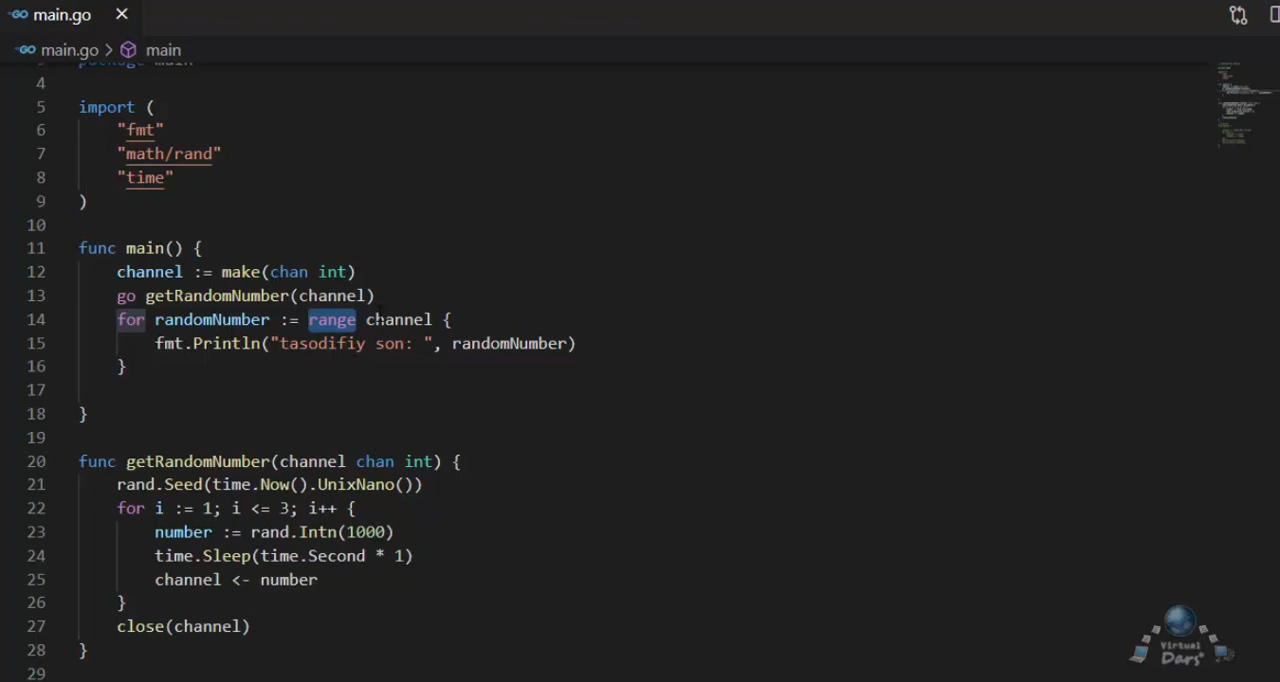 main.go
main.go > main
package main
4
5 import (
6 "fmt"
7 "math/rand"
8 "time"
9 )
10
11 func main() {
12 channel := make(chan int)
13 go getRandomNumber(channel)
14 for randomNumber := range channel {
15 fmt.Println("tasodifiy son: ", randomNumber)
16 }
17
18 }
19
20 func getRandomNumber(channel chan int) {
21 rand.Seed(time.Now().UnixNano())
22 for i := 1; i <= 3; i++ {
23 number := rand.Intn(1000)
24 time.Sleep(time.Second * 1)
25 channel <- number
26 }
27 close(channel)
28 }
29
Virtual
Dars